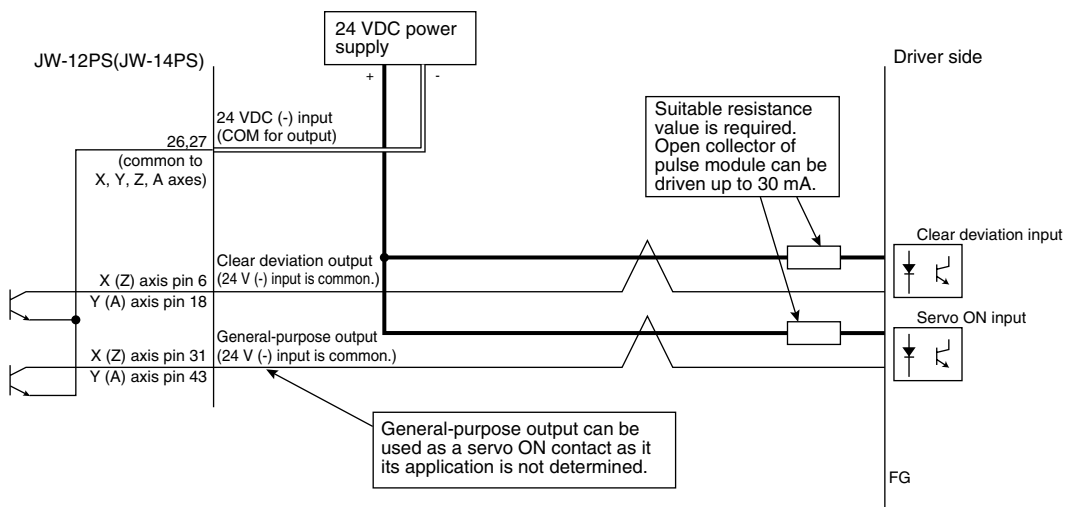 24 VDC power
supply
+ -
JW-12PS(JW-14PS)
Driver side
24 VDC (-) input
(COM for output)
26,27
(common to
X, Y, Z, A axes)
Suitable resistance
value is required.
Open collector of
pulse module can be
driven up to 30 mA.
Clear deviation input
Clear deviation output
(24 V (-) input is common.)
X (Z) axis pin 6
Y (A) axis pin 18
Servo ON input
General-purpose output
(24 V (-) input is common.)
X (Z) axis pin 31
Y (A) axis pin 43
General-purpose output can be
used as a servo ON contact as it
its application is not determined.
FG